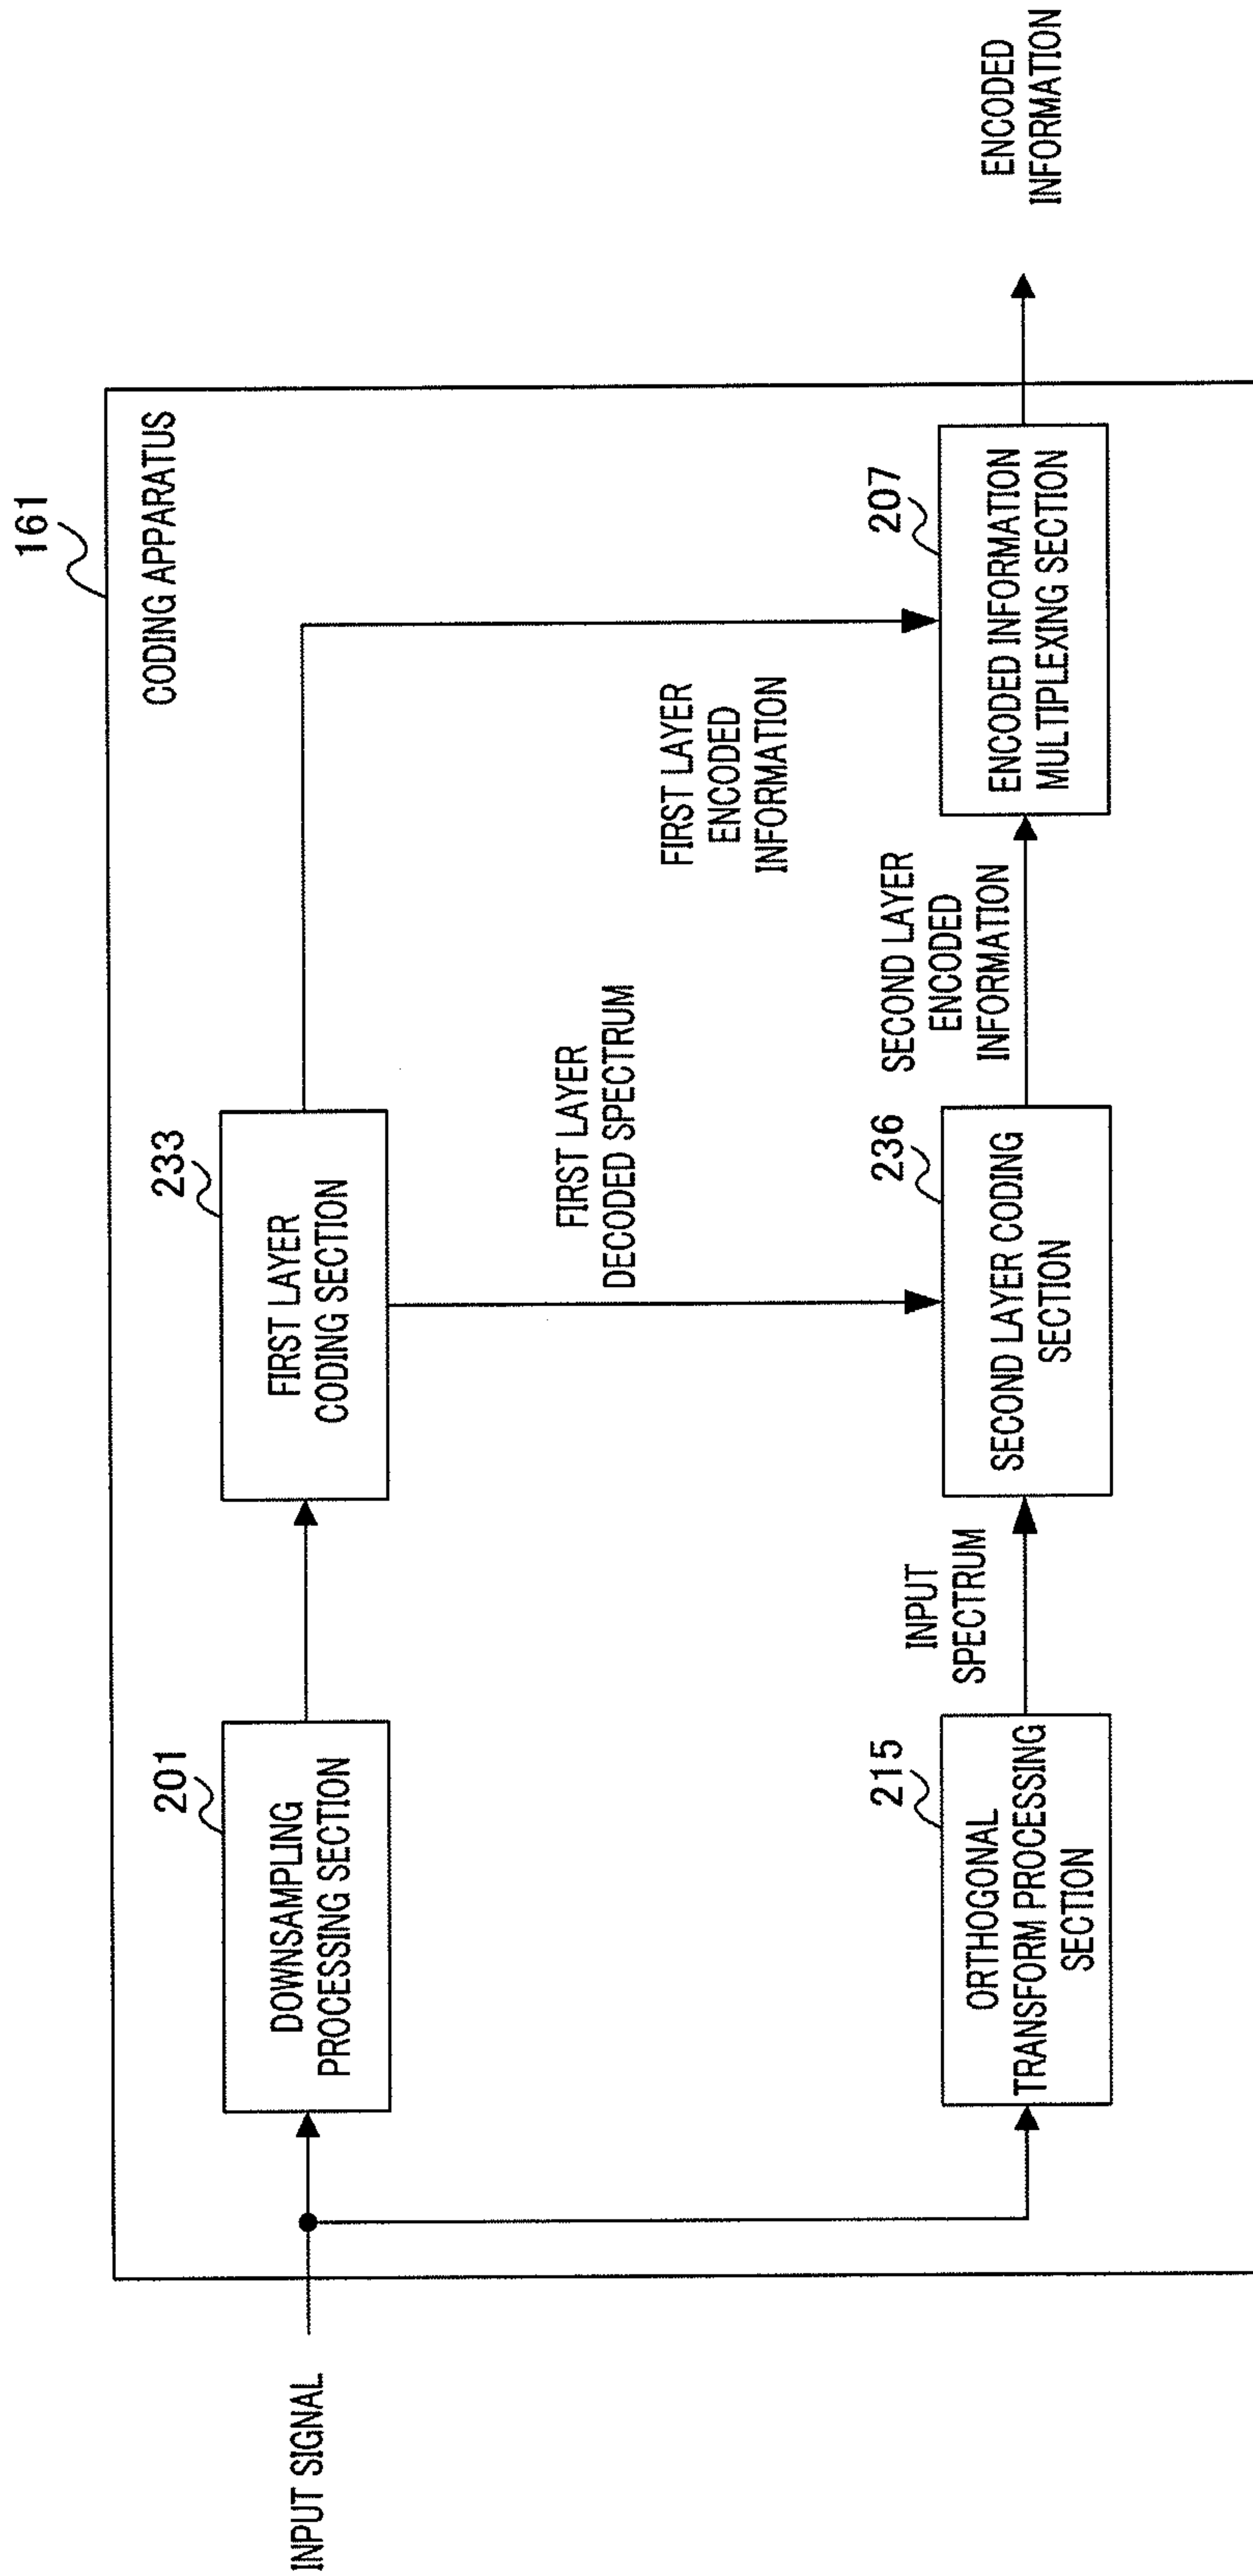 161
CODING APPARATUS
INPUT SIGNAL
201
DOWNSAMPLING
PROCESSING SECTION
233
FIRST LAYER
CODING SECTION
FIRST LAYER
DECODED SPECTRUM
FIRST LAYER
ENCODED
INFORMATION
215
ORTHOGONAL
TRANSFORM PROCESSING
SECTION
INPUT
SPECTRUM
236
SECOND LAYER CODING
SECTION
SECOND LAYER
ENCODED
INFORMATION
207
ENCODED INFORMATION
MULTIPLEXING SECTION
ENCODED
INFORMATION